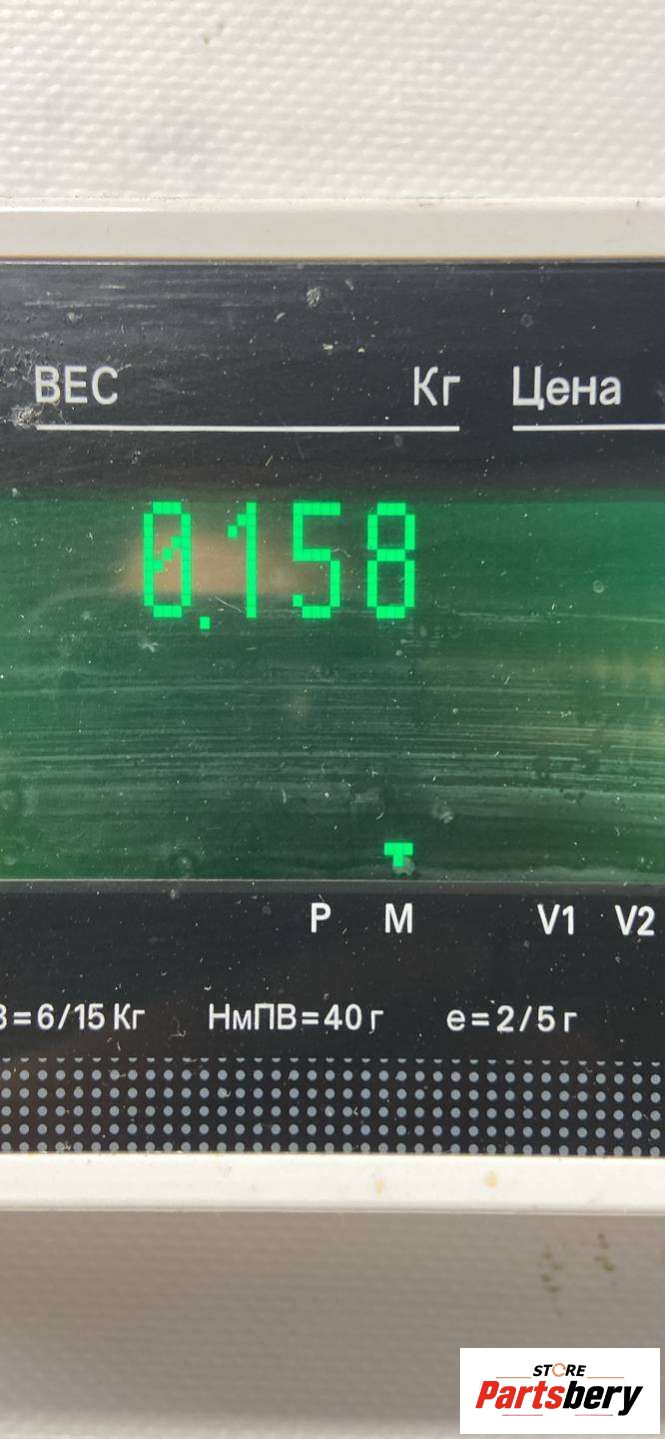 ВЕС Кг Цена
0.158
P M V1 V2
=6/15 Кг НмПВ=40 г e=2/5 г
STORE
Partsbery